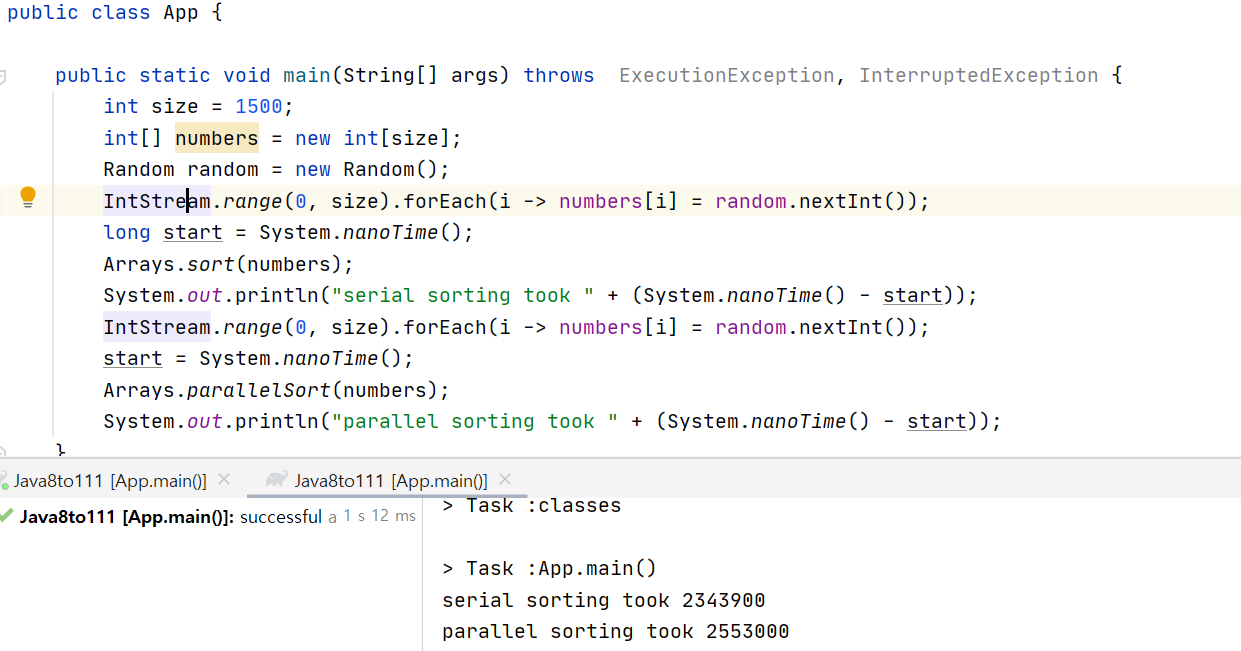 public class App {
public static void main(String[] args) throws  ExecutionException, InterruptedException {
int size = 1500;
int[] numbers = new int[size];
Random random = new Random();
IntStream.range(0, size).forEach(i -> numbers[i] = random.nextInt());
long start = System.nanoTime();
Arrays.sort(numbers);
System.out.println("serial sorting took " + (System.nanoTime() - start));
IntStream.range(0, size).forEach(i -> numbers[i] = random.nextInt());
start = System.nanoTime();
Arrays.parallelSort(numbers);
System.out.println("parallel sorting took " + (System.nanoTime() - start));
}
Java8to111 [App.main()] Java8to111 [App.main()]
Java8to111 [App.main()]: successful a 1 s 12 ms
> Task :classes
> Task :App.main()
serial sorting took 2343900
parallel sorting took 2553000